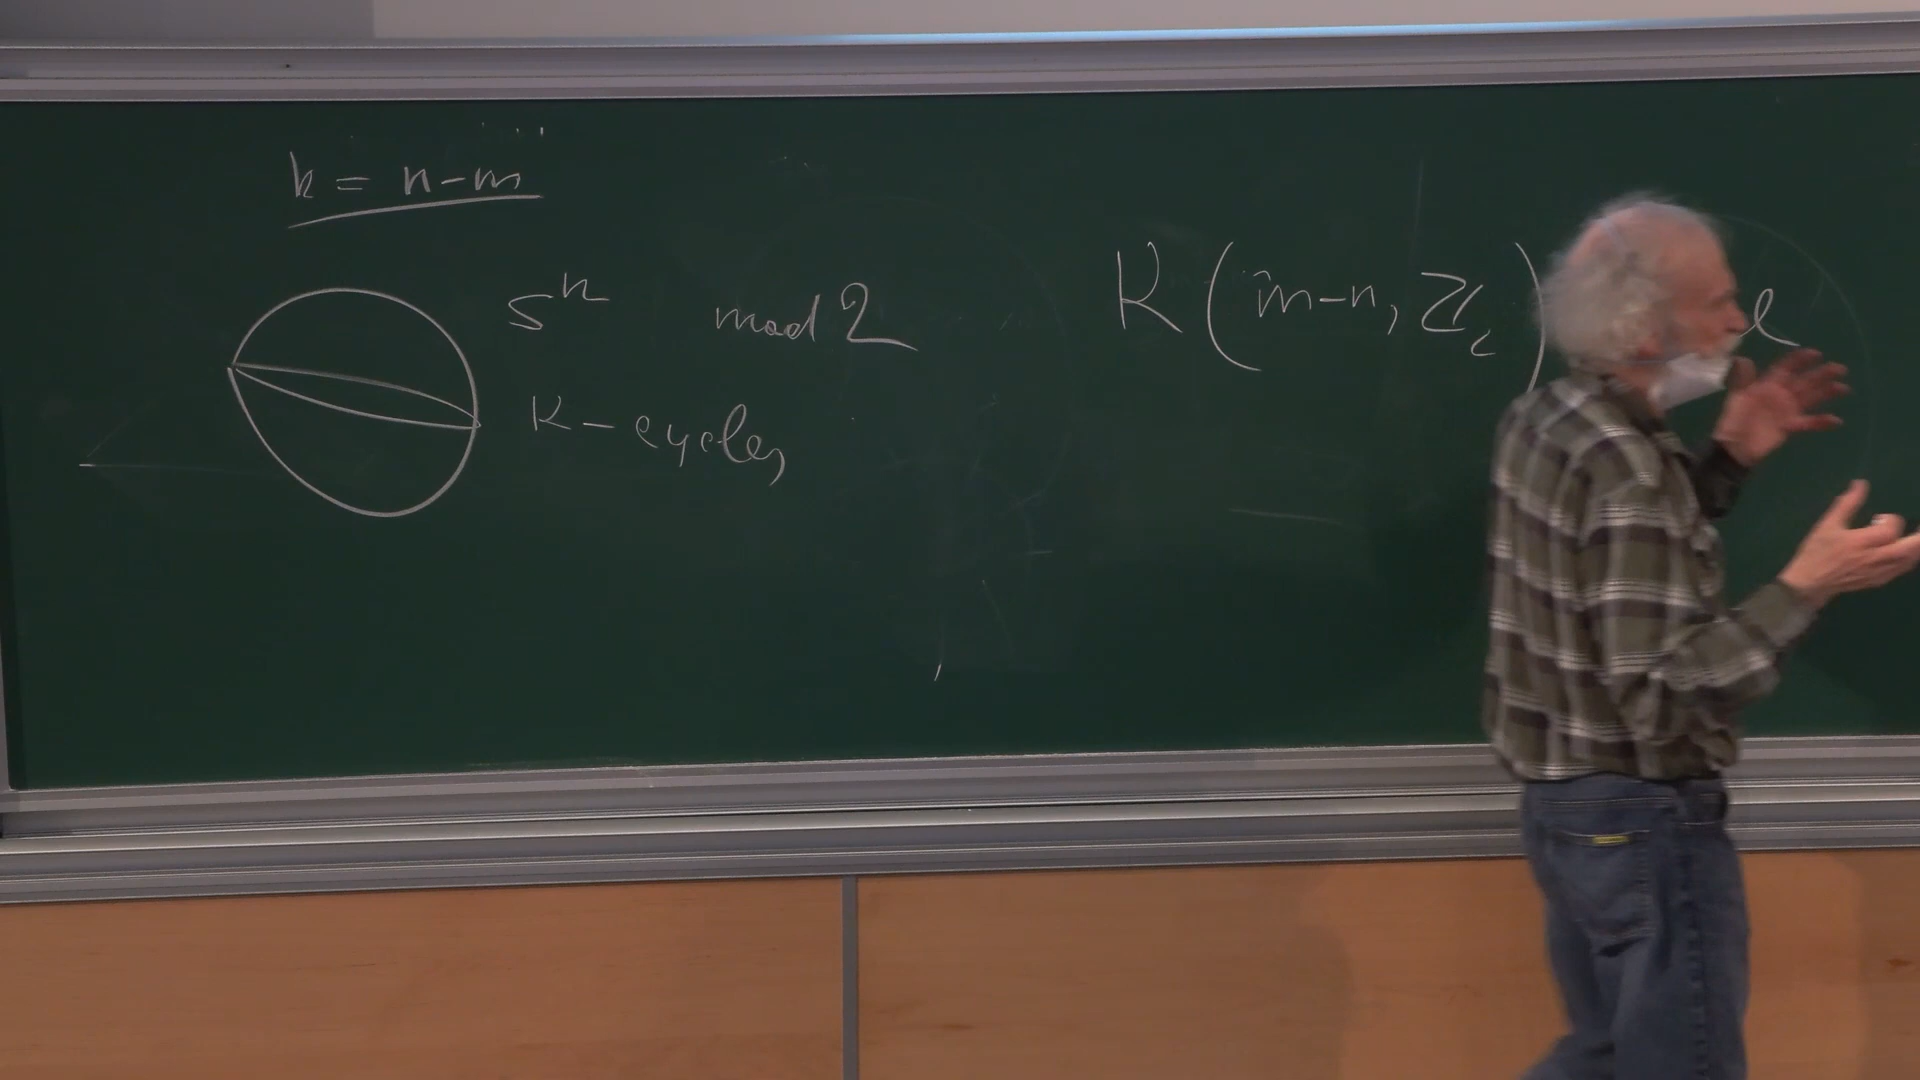 k = n-m
S^n mod 2
K - cycles
K(m-n, Z_2)